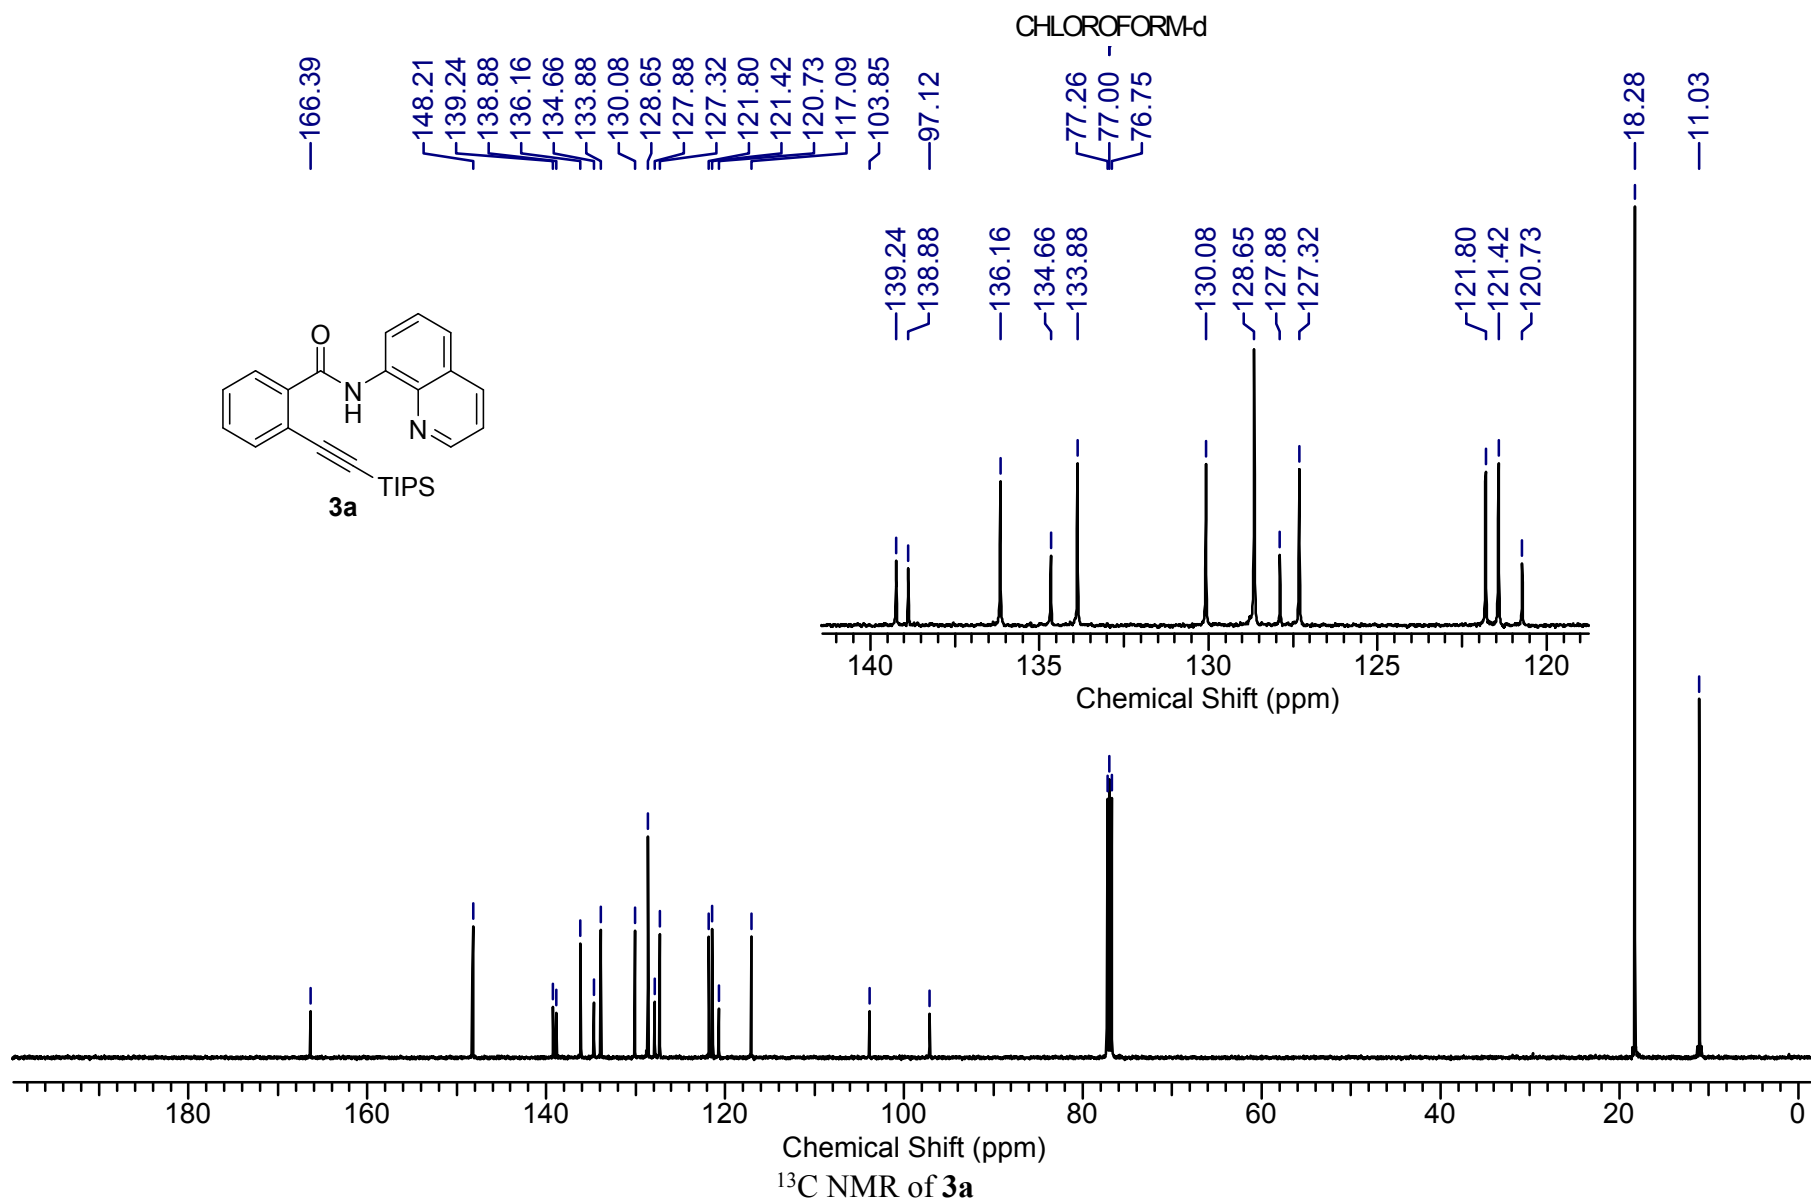 CHLOROFORM-d
166.39
148.21
139.24
138.88
136.16
134.66
133.88
130.08
128.65
127.88
127.32
121.80
121.42
120.73
117.09
103.85
97.12
77.26
77.00
76.75
18.28
11.03
139.24
138.88
136.16
134.66
133.88
130.08
128.65
127.88
127.32
121.80
121.42
120.73
O
N
H
N
TIPS
3a
140 135 130 125 120
Chemical Shift (ppm)
180 160 140 120 100 80 60 40 20 0
Chemical Shift (ppm)
¹³C NMR of 3a